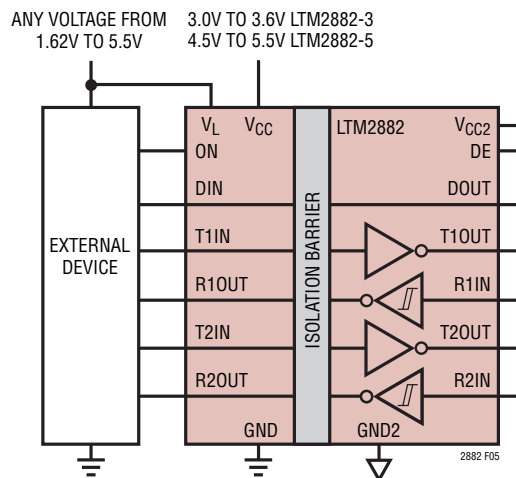 ANY VOLTAGE FROM
1.62V TO 5.5V
3.0V TO 3.6V LTM2882-3
4.5V TO 5.5V LTM2882-5
EXTERNAL
DEVICE
VL
VCC
ON
DIN
T1IN
R1OUT
T2IN
R2OUT
GND
ISOLATION BARRIER
LTM2882
VCC2
DE
DOUT
T1OUT
R1IN
T2OUT
R2IN
GND2
2882 F05